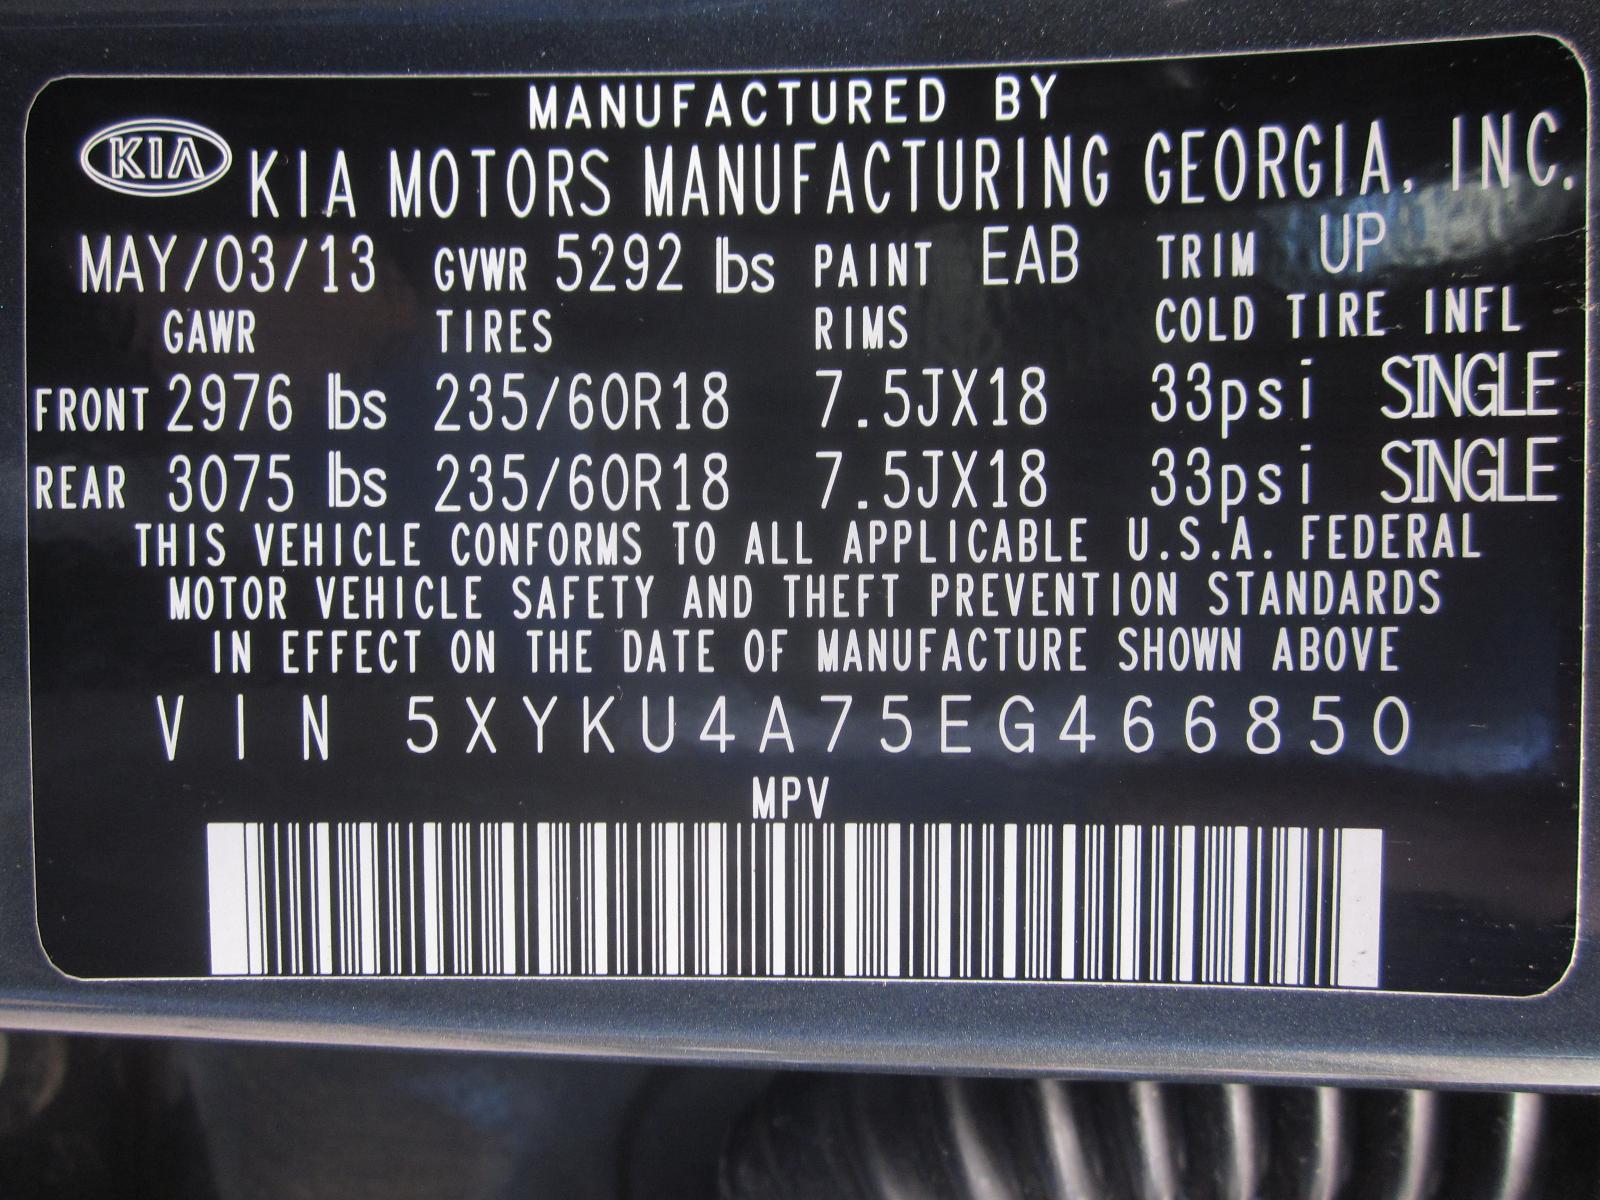 MANUFACTURED BY
KIA KIA MOTORS MANUFACTURING GEORGIA, INC.
MAY/03/13 GVWR 5292 lbs PAINT EAB TRIM UP
GAWR TIRES RIMS COLD TIRE INFL
FRONT 2976 lbs 235/60R18 7.5JX18 33psi SINGLE
REAR 3075 lbs 235/60R18 7.5JX18 33psi SINGLE
THIS VEHICLE CONFORMS TO ALL APPLICABLE U.S.A. FEDERAL
MOTOR VEHICLE SAFETY AND THEFT PREVENTION STANDARDS
IN EFFECT ON THE DATE OF MANUFACTURE SHOWN ABOVE
VIN 5XYKU4A75EG466850
MPV